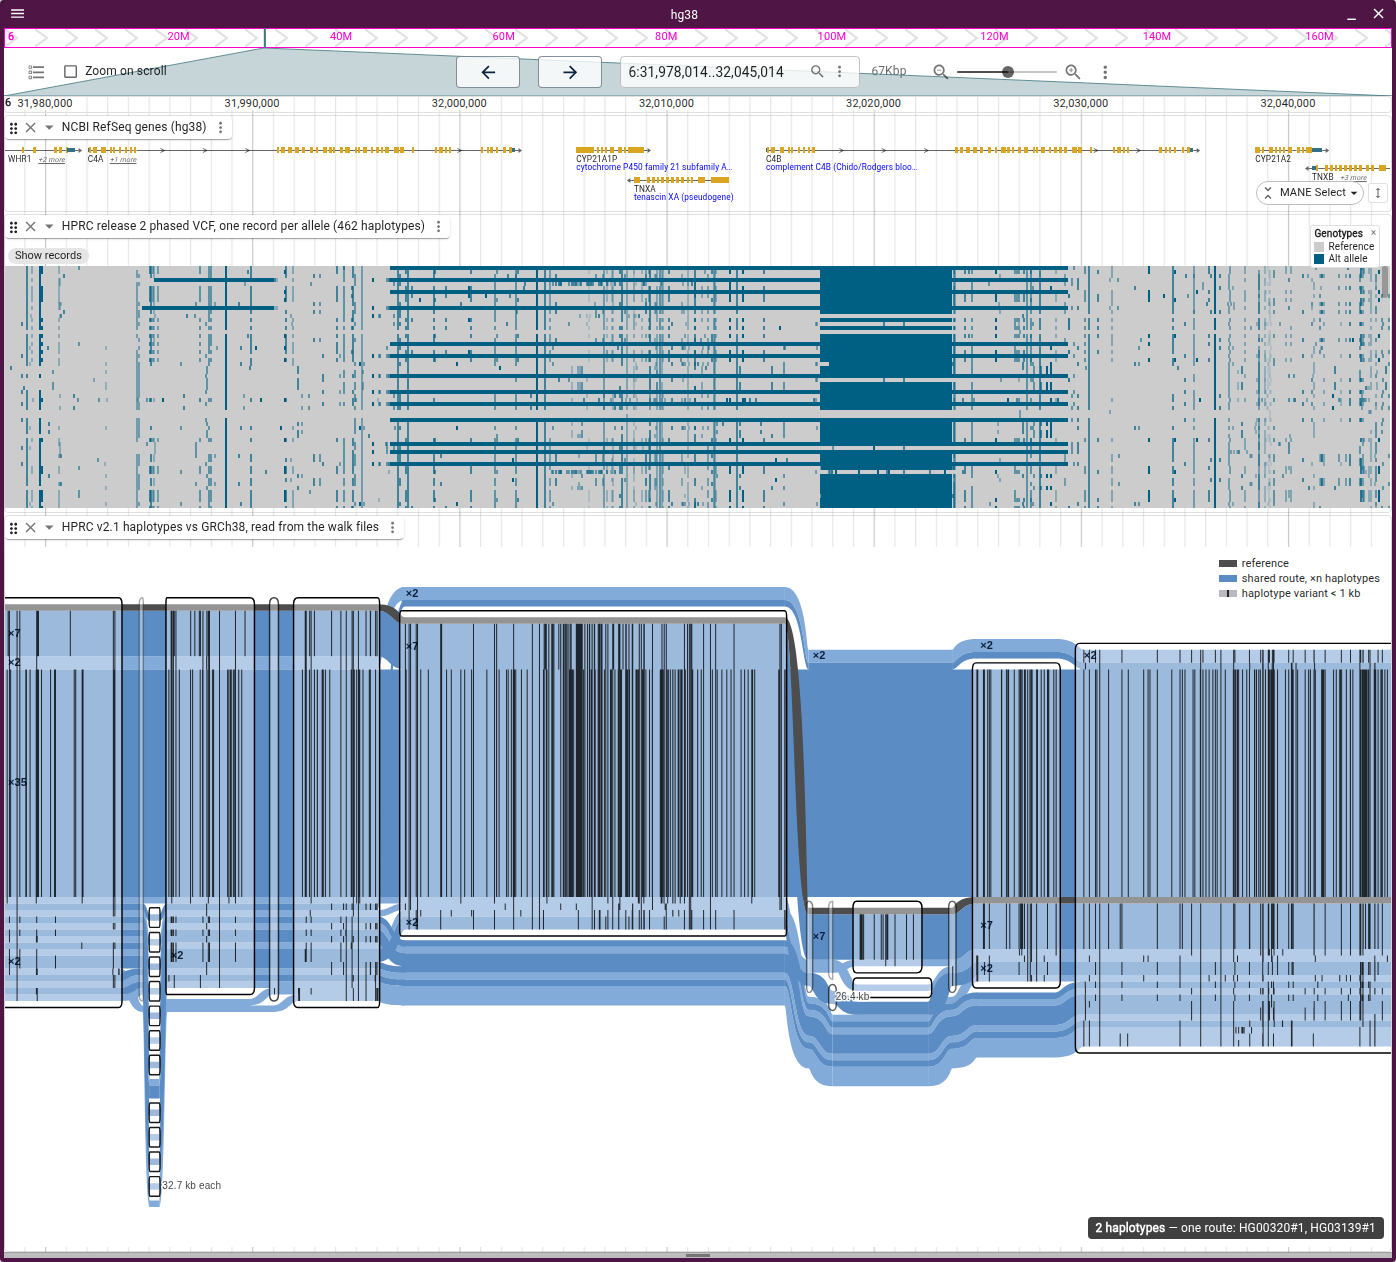 hg38
6 20M 40M 60M 80M 100M 120M 140M 160M
Zoom on scroll
6:31,978,014..32,045,014
67Kbp
6 31,980,000 31,990,000 32,000,000 32,010,000 32,020,000 32,030,000 32,040,000
NCBI RefSeq genes (hg38)
WHR1 +2 more C4A +1 more CYP21A1P C4B CYP21A2
cytochrome P450 family 21 subfamily A... complement C4B (Chido/Rodgers bloo...
TNXB +3 more
TNXA
tenascin XA (pseudogene)
MANE Select
HPRC release 2 phased VCF, one record per allele (462 haplotypes)
Genotypes ×
Reference
Alt allele
Show records
HPRC v2.1 haplotypes vs GRCh38, read from the walk files
reference
shared route, ×n haplotypes
haplotype variant < 1 kb
×2
×7
×7
×2
×2
×2
×2
×35
×2
×7
×7
×2
×2
×2
26.4 kb
32.7 kb each
2 haplotypes — one route: HG00320#1, HG03139#1